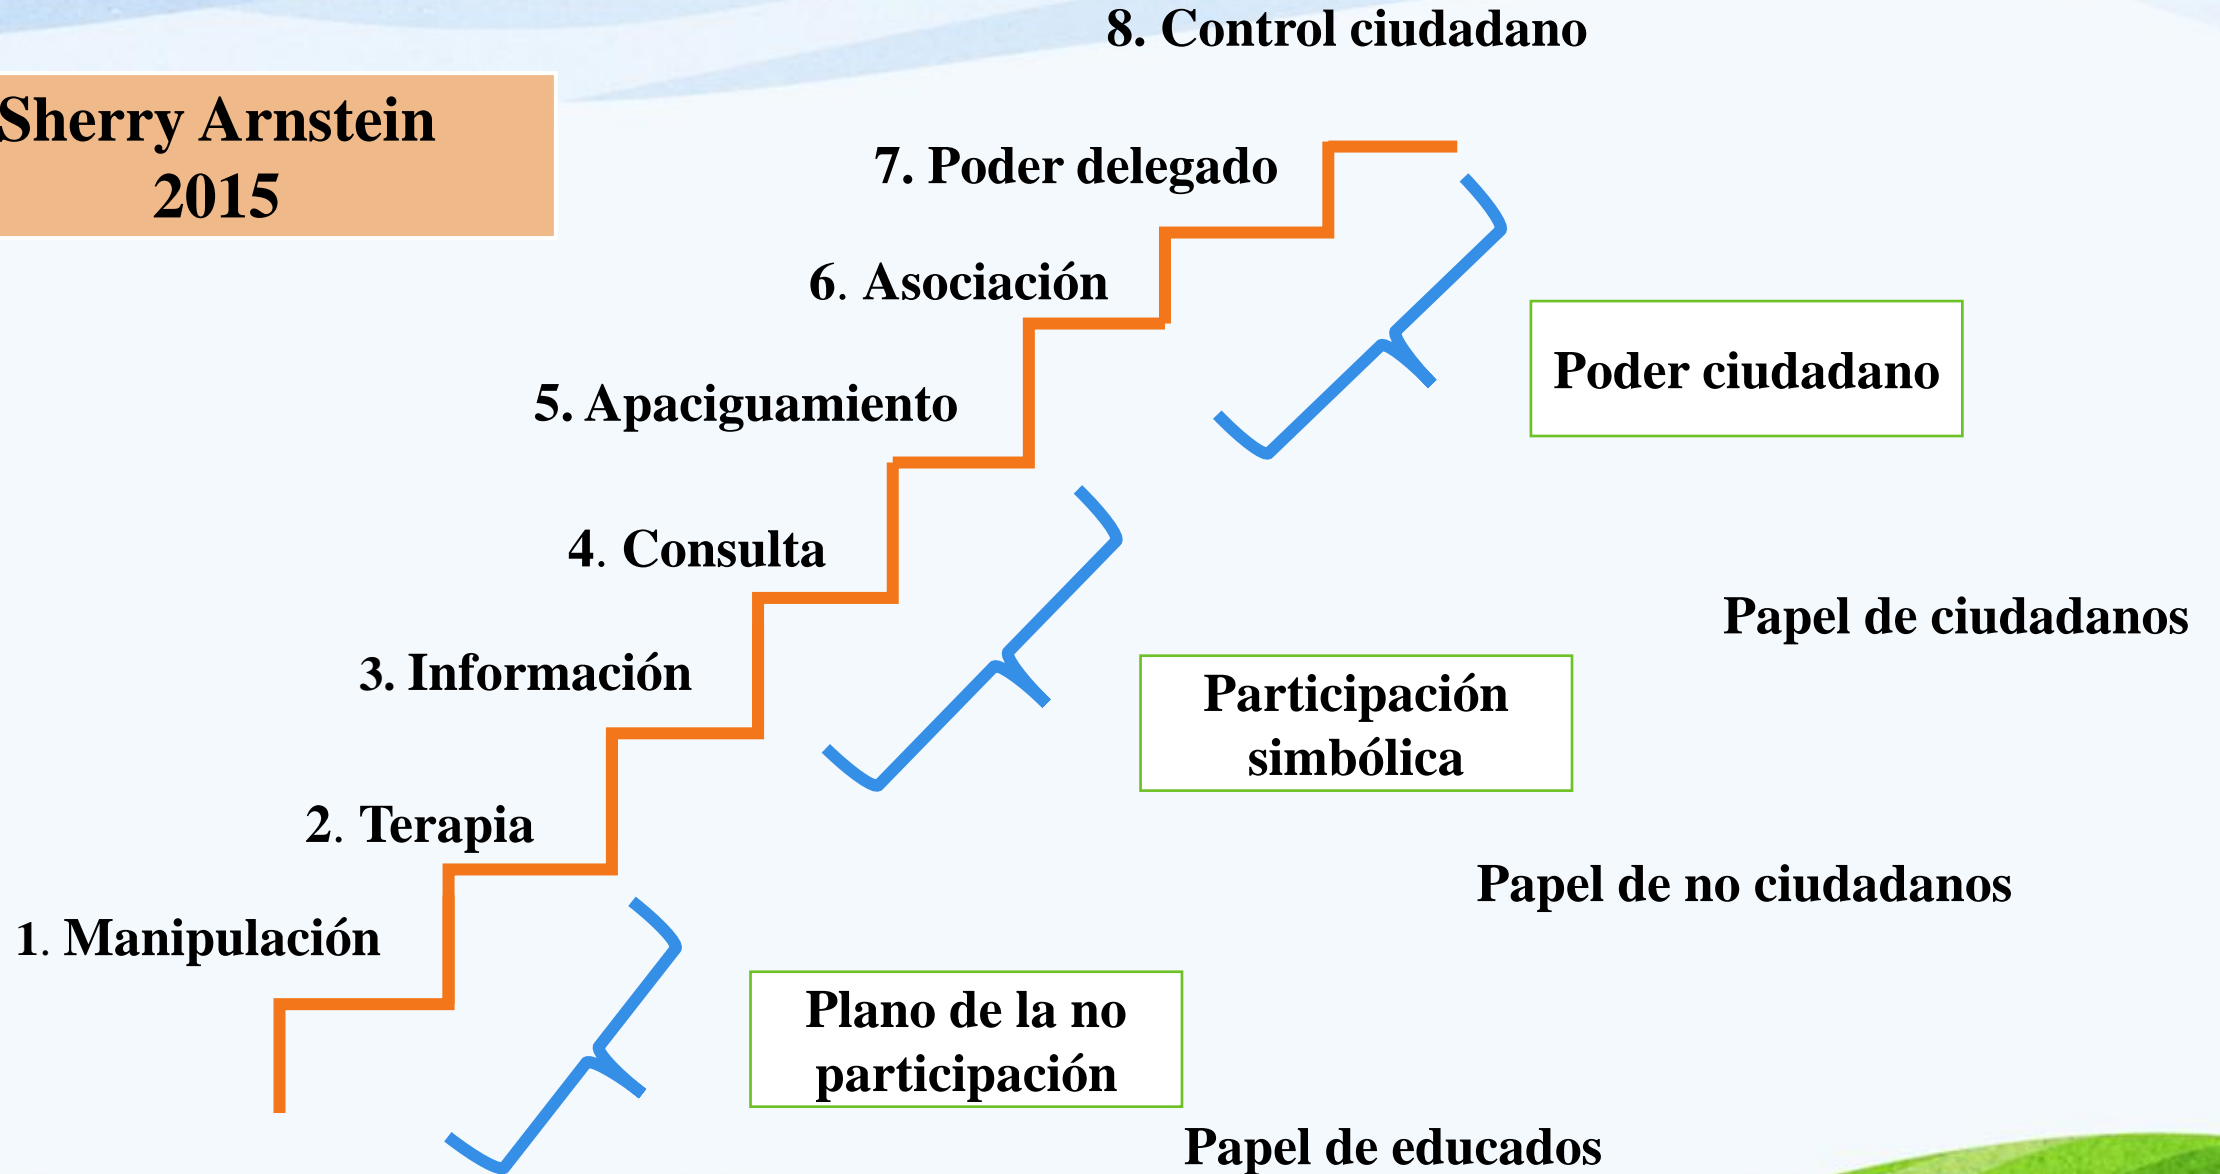 8. Control ciudadano
Sherry Arnstein
2015
7. Poder delegado
6. Asociación
Poder ciudadano
5. Apaciguamiento
4. Consulta
Papel de ciudadanos
3. Información
Participación
simbólica
2. Terapia
Papel de no ciudadanos
1. Manipulación
Plano de la no
participación
Papel de educados